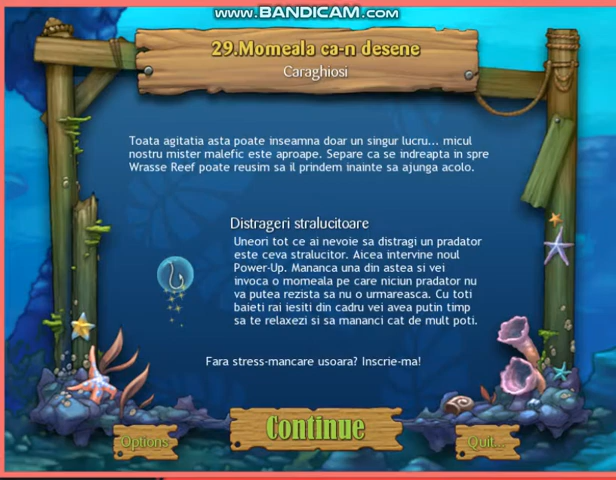 www.BANDICAM.com
29.Momeala ca-n desene
Caraghiosi
Toata agitatia asta poate inseamna doar un singur lucru... micul
nostru mister malefic este aproape. Separe ca se indreapta in spre
Wrasse Reef poate reusim sa il prindem inainte sa ajunga acolo.
Distrageri stralucitoare
Uneori tot ce ai nevoie sa distragi un pradator
este ceva stralucitor. Aicea intervine noul
Power-Up. Mananca una din astea si vei
invoca o momeala pe care niciun pradator nu
va putea rezista sa nu o urmareasca. Cu toti
baieti rai iesiti din cadru vei avea putin timp
sa te relaxezi si sa mananci cat de mult poti.
Fara stress-mancare usoara? Inscrie-ma!
Continue
Options
Quit...